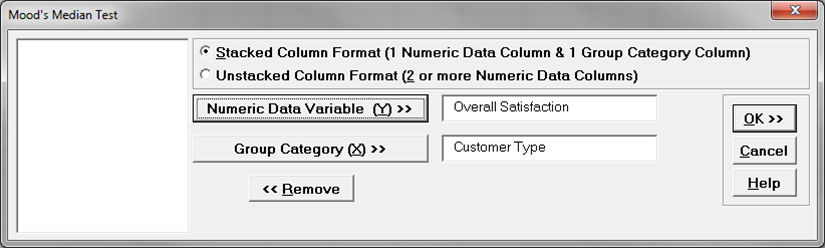 Mood's Median Test
Stacked Column Format (1 Numeric Data Column & 1 Group Category Column)
Unstacked Column Format (2 or more Numeric Data Columns)
Numeric Data Variable (Y) >>
Overall Satisfaction
Group Category (X) >>
Customer Type
<< Remove
OK >>
Cancel
Help